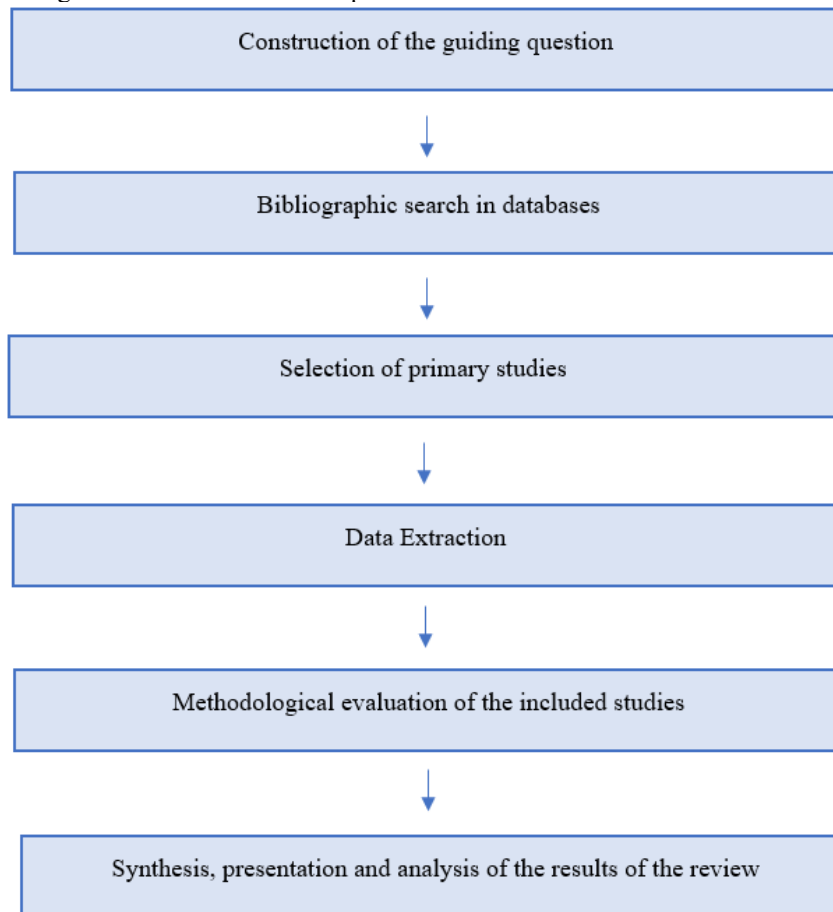 Construction of the guiding question
Bibliographic search in databases
Selection of primary studies
Data Extraction
Methodological evaluation of the included studies
Synthesis, presentation and analysis of the results of the review